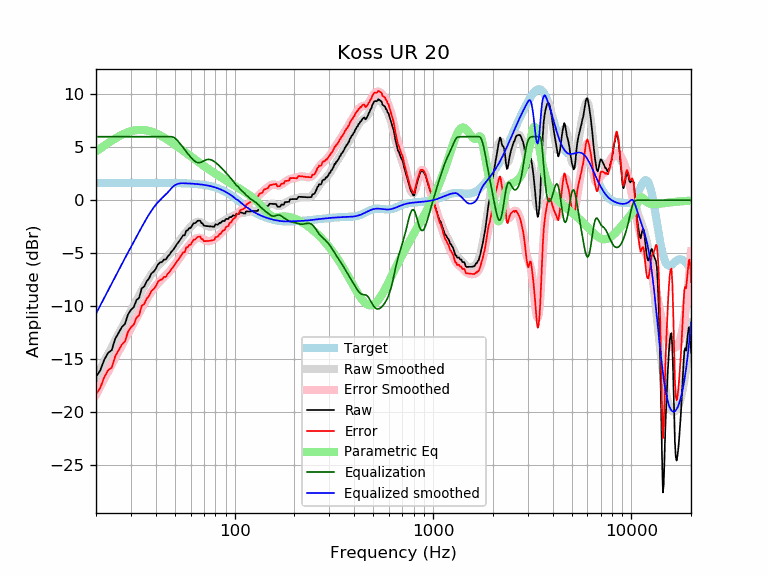 Koss UR 20
Amplitude (dBr)
10
5
0
−5
−10
−15
−20
−25
Target
Raw Smoothed
Error Smoothed
Raw
Error
Parametric Eq
Equalization
Equalized smoothed
100
1000
10000
Frequency (Hz)